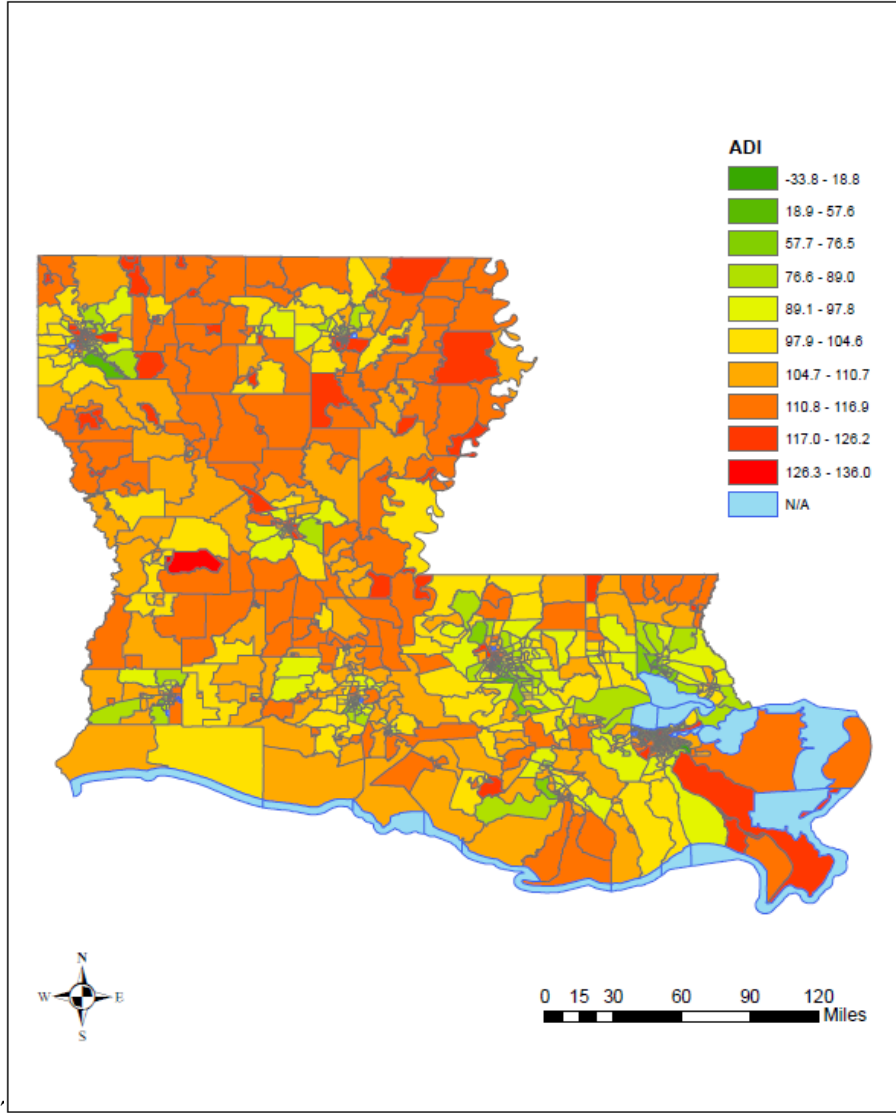 ADI
-33.8 - 18.8
18.9 - 57.6
57.7 - 76.5
76.6 - 89.0
89.1 - 97.8
97.9 - 104.6
104.7 - 110.7
110.8 - 116.9
117.0 - 126.2
126.3 - 136.0
N/A
N
W E
S
0 15 30 60 90 120
Miles
,